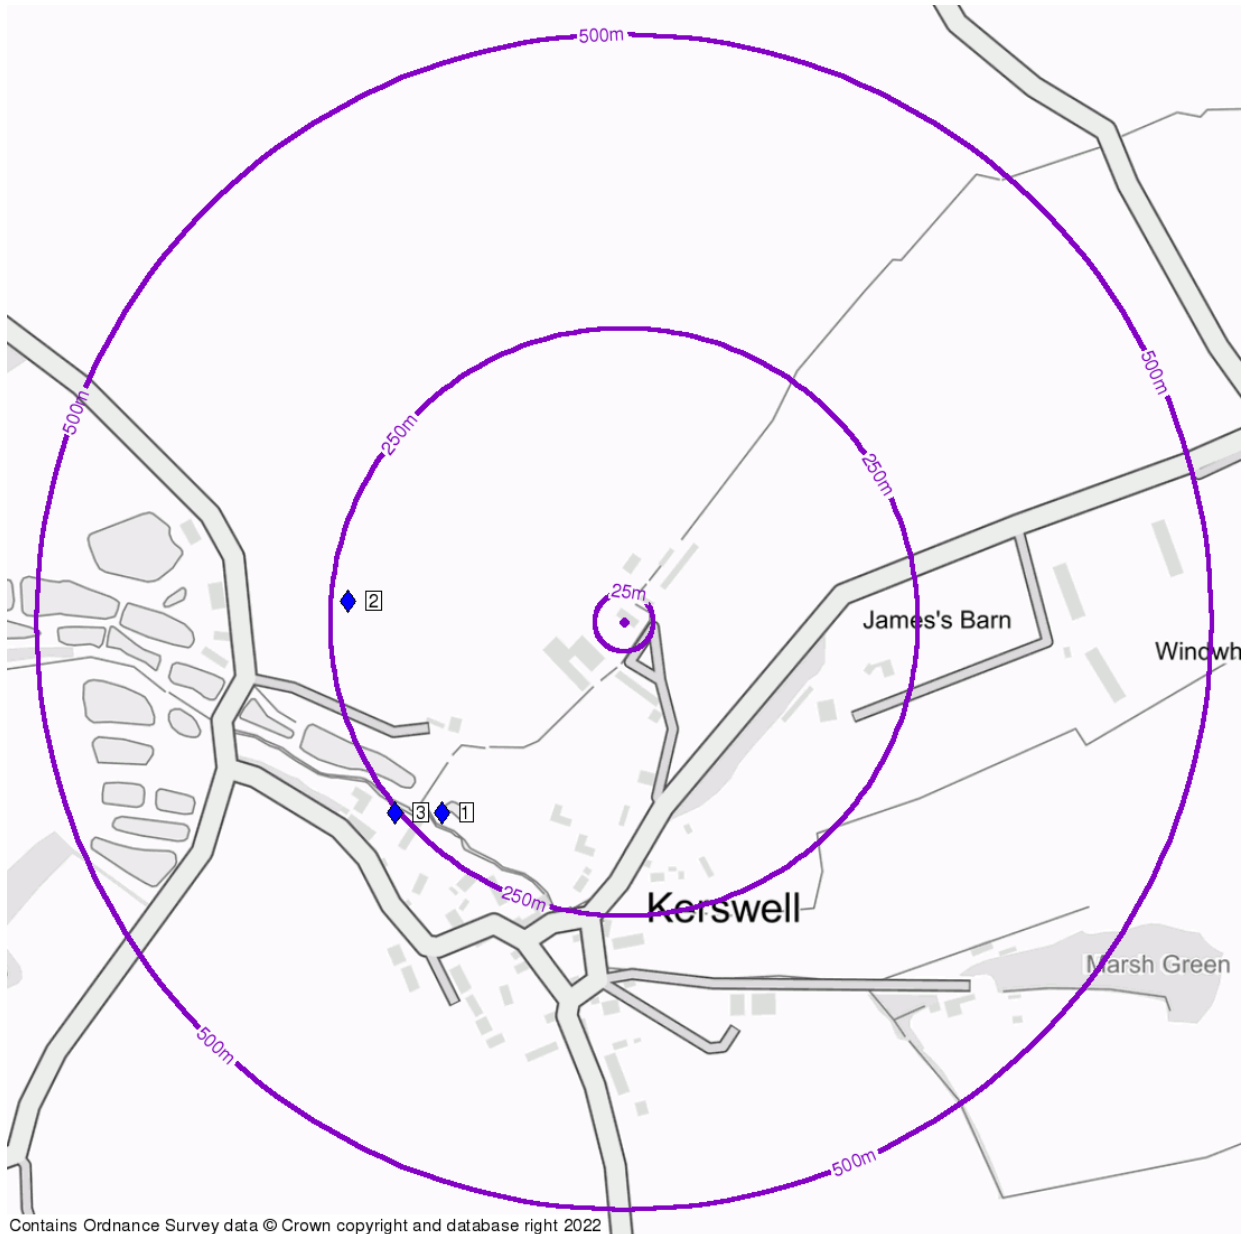 500m
500m
500m
250m
250m
25m
2
James's Barn
Windwh
3
1
250m
Kerswell
Marsh Green
500m
500m
Contains Ordnance Survey data © Crown copyright and database right 2022